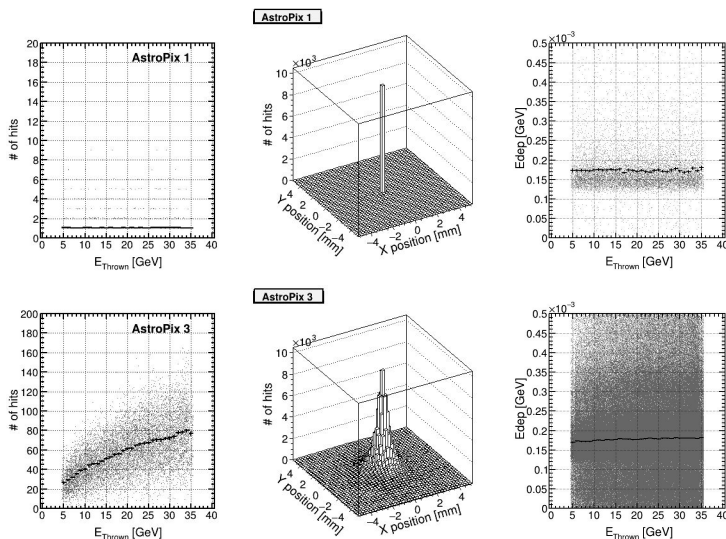 AstroPix 1
# of hits
20
18
16
14
12
10
8
6
4
2
0
0 5 10 15 20 25 30 35 40
E_Thrown [GeV]
AstroPix 1
×10³
# of hits
10
8
6
4
2
0
Y position [mm]
4
2
0
−2
−4
X position [mm]
−4 −2 0 2 4
×10⁻³
Edep [GeV]
0.5
0.45
0.4
0.35
0.3
0.25
0.2
0.15
0.1
0.05
0
0 5 10 15 20 25 30 35 40
E_Thrown [GeV]
AstroPix 3
# of hits
200
180
160
140
120
100
80
60
40
20
0
0 5 10 15 20 25 30 35 40
E_Thrown [GeV]
AstroPix 3
×10³
# of hits
10
8
6
4
2
0
Y position [mm]
4
2
0
−2
−4
X position [mm]
−4 −2 0 2 4
×10⁻³
Edep [GeV]
0.5
0.45
0.4
0.35
0.3
0.25
0.2
0.15
0.1
0.05
0
0 5 10 15 20 25 30 35 40
E_Thrown [GeV]